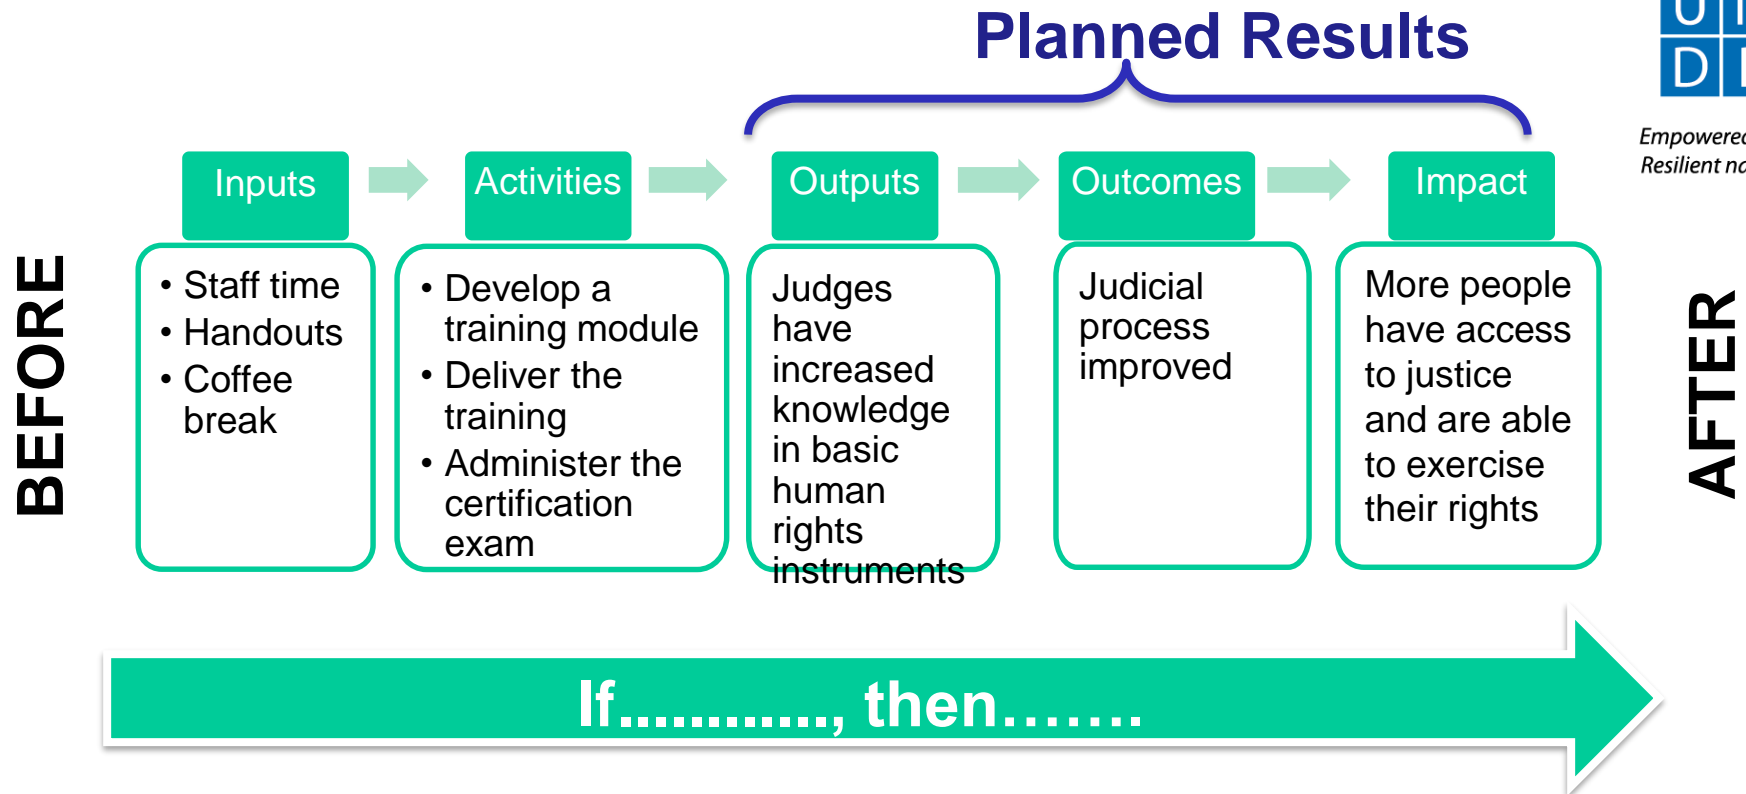 Planned Results
U
D
Empowered
Resilient
Inputs
Activities
Outputs
Outcomes
Impact
BEFORE
• Staff time
• Handouts
• Coffee
break
• Develop a
training module
• Deliver the
training
• Administer the
certification
exam
Judges
have
increased
knowledge
in basic
human
rights
instruments
Judicial
process
improved
More people
have access
to justice
and are able
to exercise
their rights
AFTER
If............, then…….